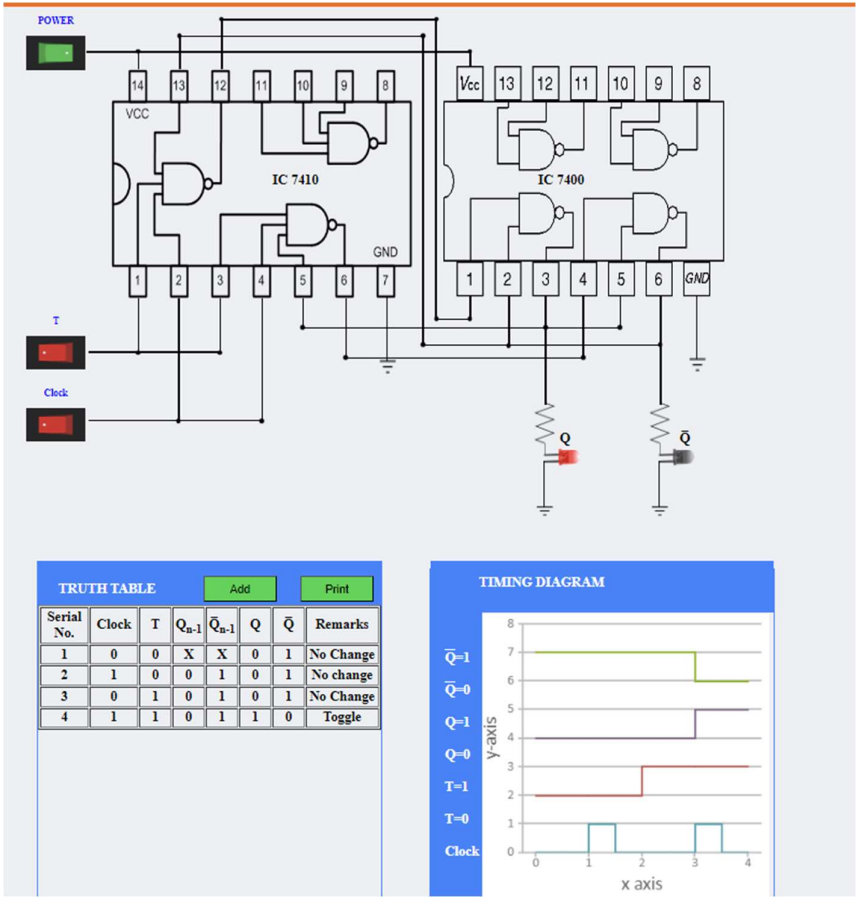 POWER
14 13 12 11 10 9 8
VCC
IC 7410
GND
1 2 3 4 5 6 7
Vcc 13 12 11 10 9 8
IC 7400
1 2 3 4 5 6 GND
T
Clock
Q Q̅
TRUTH TABLE Add Print
Serial No. Clock T Qn-1 Q̅n-1 Q Q̅ Remarks
1 0 0 X X 0 1 No Change
2 1 0 0 1 0 1 No change
3 0 1 0 1 0 1 No Change
4 1 1 0 1 1 0 Toggle
TIMING DIAGRAM
Q̅=1
Q̅=0
Q=1
Q=0
T=1
T=0
Clock
y-axis
8
7
6
5
4
3
2
1
0
0 1 2 3 4
x axis